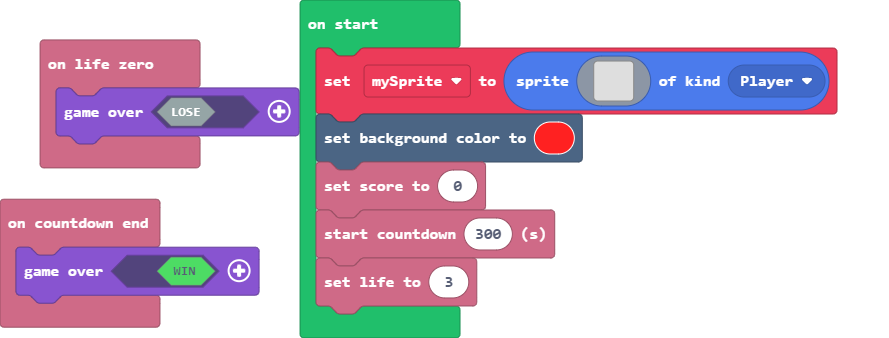 on life zero
game over LOSE
on countdown end
game over WIN
on start
set mySprite to sprite of kind Player
set background color to
set score to 0
start countdown 300 (s)
set life to 3